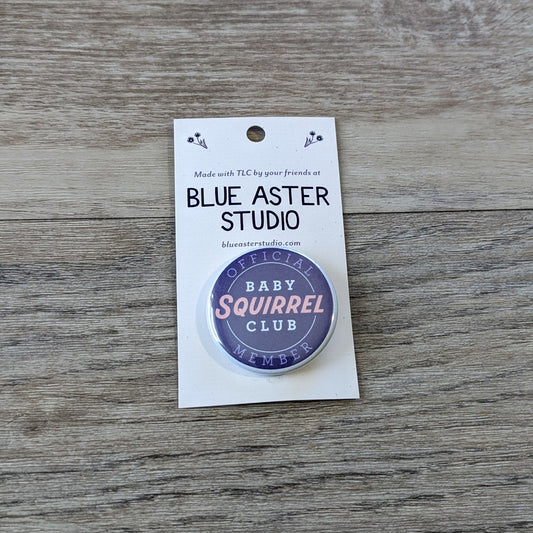 Made with TLC by your friends at
BLUE ASTER
STUDIO
blueasterstudio.com
OFFICIAL
BABY
SQUIRREL
CLUB
MEMBER